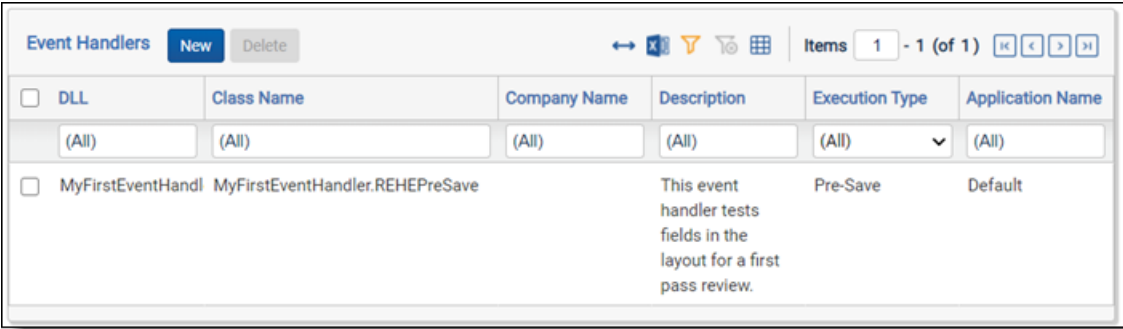 Event Handlers New Delete Items 1 - 1 (of 1)
DLL Class Name Company Name Description Execution Type Application Name
(All) (All) (All) (All) (All) (All)
MyFirstEventHandl MyFirstEventHandler.REHEPreSave This event Pre-Save Default
handler tests
fields in the
layout for a first
pass review.